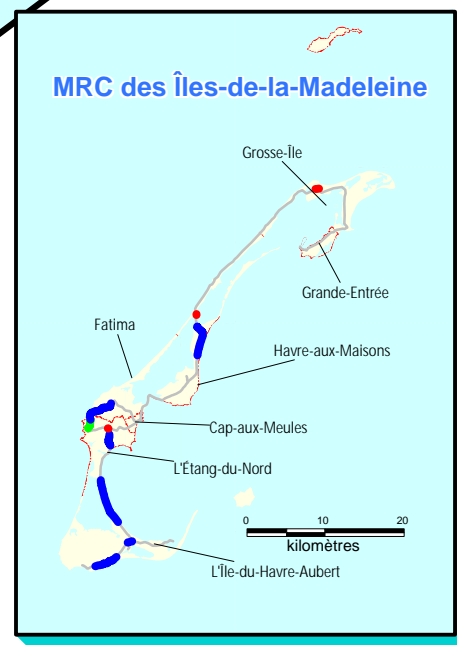 MRC des Îles-de-la-Madeleine
Grosse-Île
Grande-Entrée
Fatima
Havre-aux-Maisons
Cap-aux-Meules
L'Étang-du-Nord
0 10 20
kilomètres
L'Île-du-Havre-Aubert